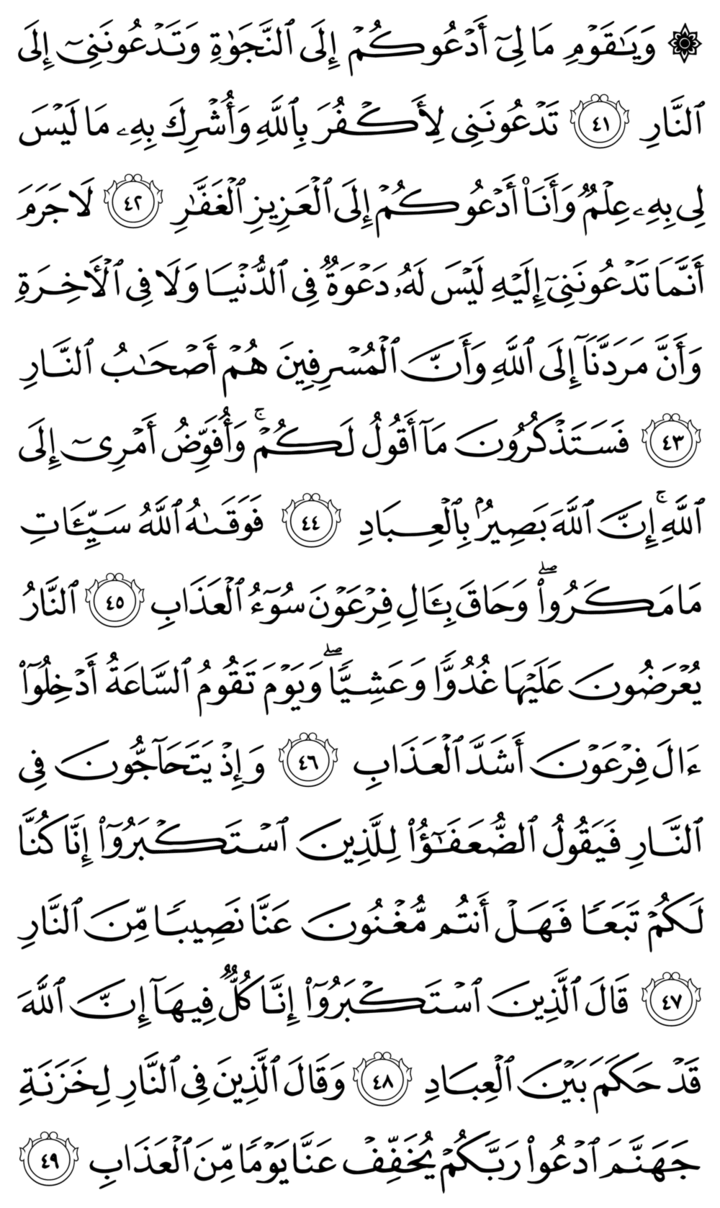 ۞ وَيَٰقَوْمِ مَا لِىٓ أَدْعُوكُمْ إِلَى ٱلنَّجَوٰةِ وَتَدْعُونَنِىٓ إِلَى
ٱلنَّارِ ٤١ تَدْعُونَنِى لِأَكْفُرَ بِٱللَّهِ وَأُشْرِكَ بِهِۦ مَا لَيْسَ
لِى بِهِۦ عِلْمٌ وَأَنَا۠ أَدْعُوكُمْ إِلَى ٱلْعَزِيزِ ٱلْغَفَّٰرِ ٤٢ لَا جَرَمَ
أَنَّمَا تَدْعُونَنِىٓ إِلَيْهِ لَيْسَ لَهُۥ دَعْوَةٌ فِى ٱلدُّنْيَا وَلَا فِى ٱلْـَٔاخِرَةِ
وَأَنَّ مَرَدَّنَآ إِلَى ٱللَّهِ وَأَنَّ ٱلْمُسْرِفِينَ هُمْ أَصْحَٰبُ ٱلنَّارِ
٤٣ فَسَتَذْكُرُونَ مَآ أَقُولُ لَكُمْ ۚ وَأُفَوِّضُ أَمْرِىٓ إِلَى
ٱللَّهِ ۚ إِنَّ ٱللَّهَ بَصِيرٌۢ بِٱلْعِبَادِ ٤٤ فَوَقَىٰهُ ٱللَّهُ سَيِّـَٔاتِ
مَا مَكَرُوا۟ ۖ وَحَاقَ بِـَٔالِ فِرْعَوْنَ سُوٓءُ ٱلْعَذَابِ ٤٥ ٱلنَّارُ
يُعْرَضُونَ عَلَيْهَا غُدُوًّا وَعَشِيًّا ۖ وَيَوْمَ تَقُومُ ٱلسَّاعَةُ أَدْخِلُوٓا۟
ءَالَ فِرْعَوْنَ أَشَدَّ ٱلْعَذَابِ ٤٦ وَإِذْ يَتَحَآجُّونَ فِى
ٱلنَّارِ فَيَقُولُ ٱلضُّعَفَٰٓؤُا۟ لِلَّذِينَ ٱسْتَكْبَرُوٓا۟ إِنَّا كُنَّا
لَكُمْ تَبَعًا فَهَلْ أَنتُم مُّغْنُونَ عَنَّا نَصِيبًا مِّنَ ٱلنَّارِ
٤٧ قَالَ ٱلَّذِينَ ٱسْتَكْبَرُوٓا۟ إِنَّا كُلٌّ فِيهَآ إِنَّ ٱللَّهَ
قَدْ حَكَمَ بَيْنَ ٱلْعِبَادِ ٤٨ وَقَالَ ٱلَّذِينَ فِى ٱلنَّارِ لِخَزَنَةِ
جَهَنَّمَ ٱدْعُوا۟ رَبَّكُمْ يُخَفِّفْ عَنَّا يَوْمًا مِّنَ ٱلْعَذَابِ ٤٩